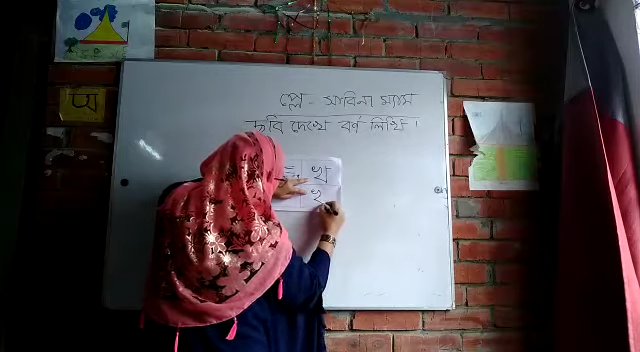 প্লে - সাবিনা ম্যাম
ছবি দেখে বর্ণ লিখি ।
খ
খ